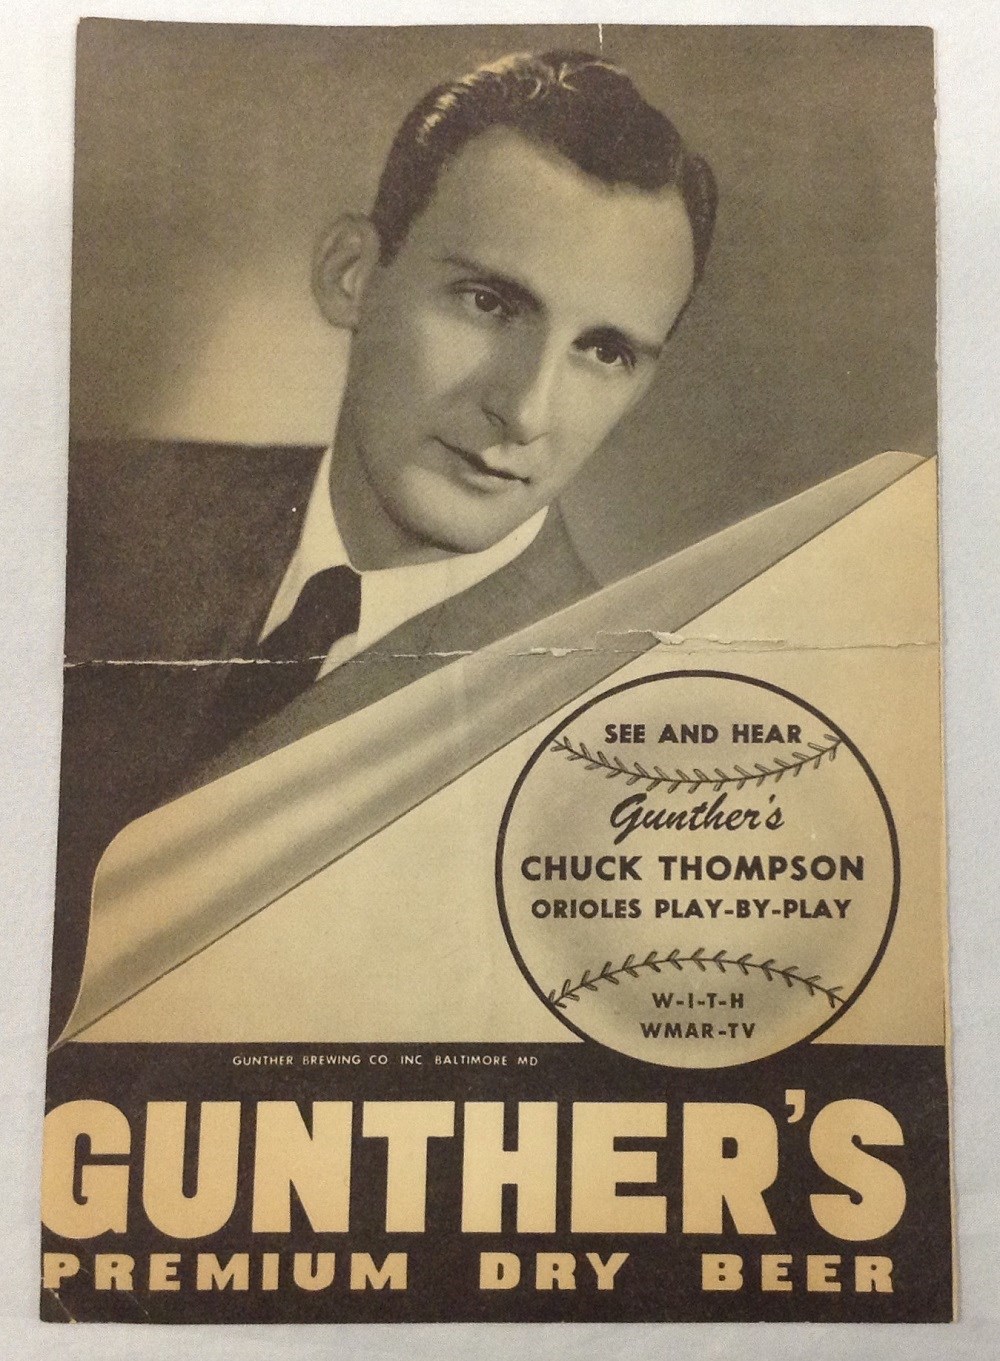 SEE AND HEAR
Gunther's
CHUCK THOMPSON
ORIOLES PLAY-BY-PLAY
W-I-T-H
WMAR-TV
GUNTHER BREWING CO INC BALTIMORE MD
GUNTHER'S
PREMIUM DRY BEER